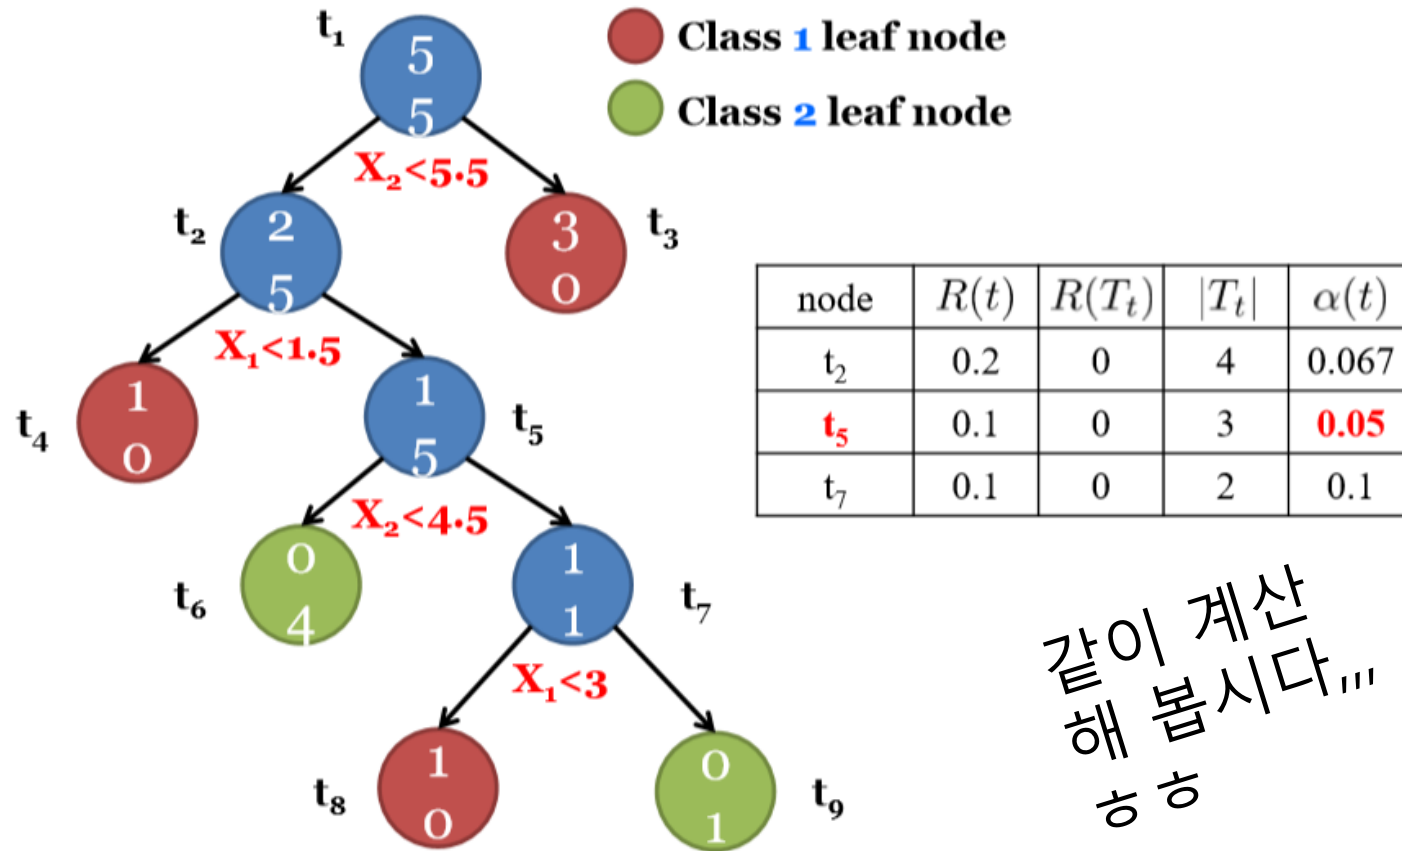 t₁
5
5
Class 1 leaf node
Class 2 leaf node
X₂<5.5
t₂
2
5
3
0
t₃
X₁<1.5
t₄
1
0
1
5
t₅
X₂<4.5
t₆
0
4
1
1
t₇
X₁<3
t₈
1
0
0
1
t₉
node R(t) R(Tₜ) |Tₜ| α(t)
t₂ 0.2 0 4 0.067
t₅ 0.1 0 3 0.05
t₇ 0.1 0 2 0.1
같이 계산
해 봅시다,,,
ㅎㅎ